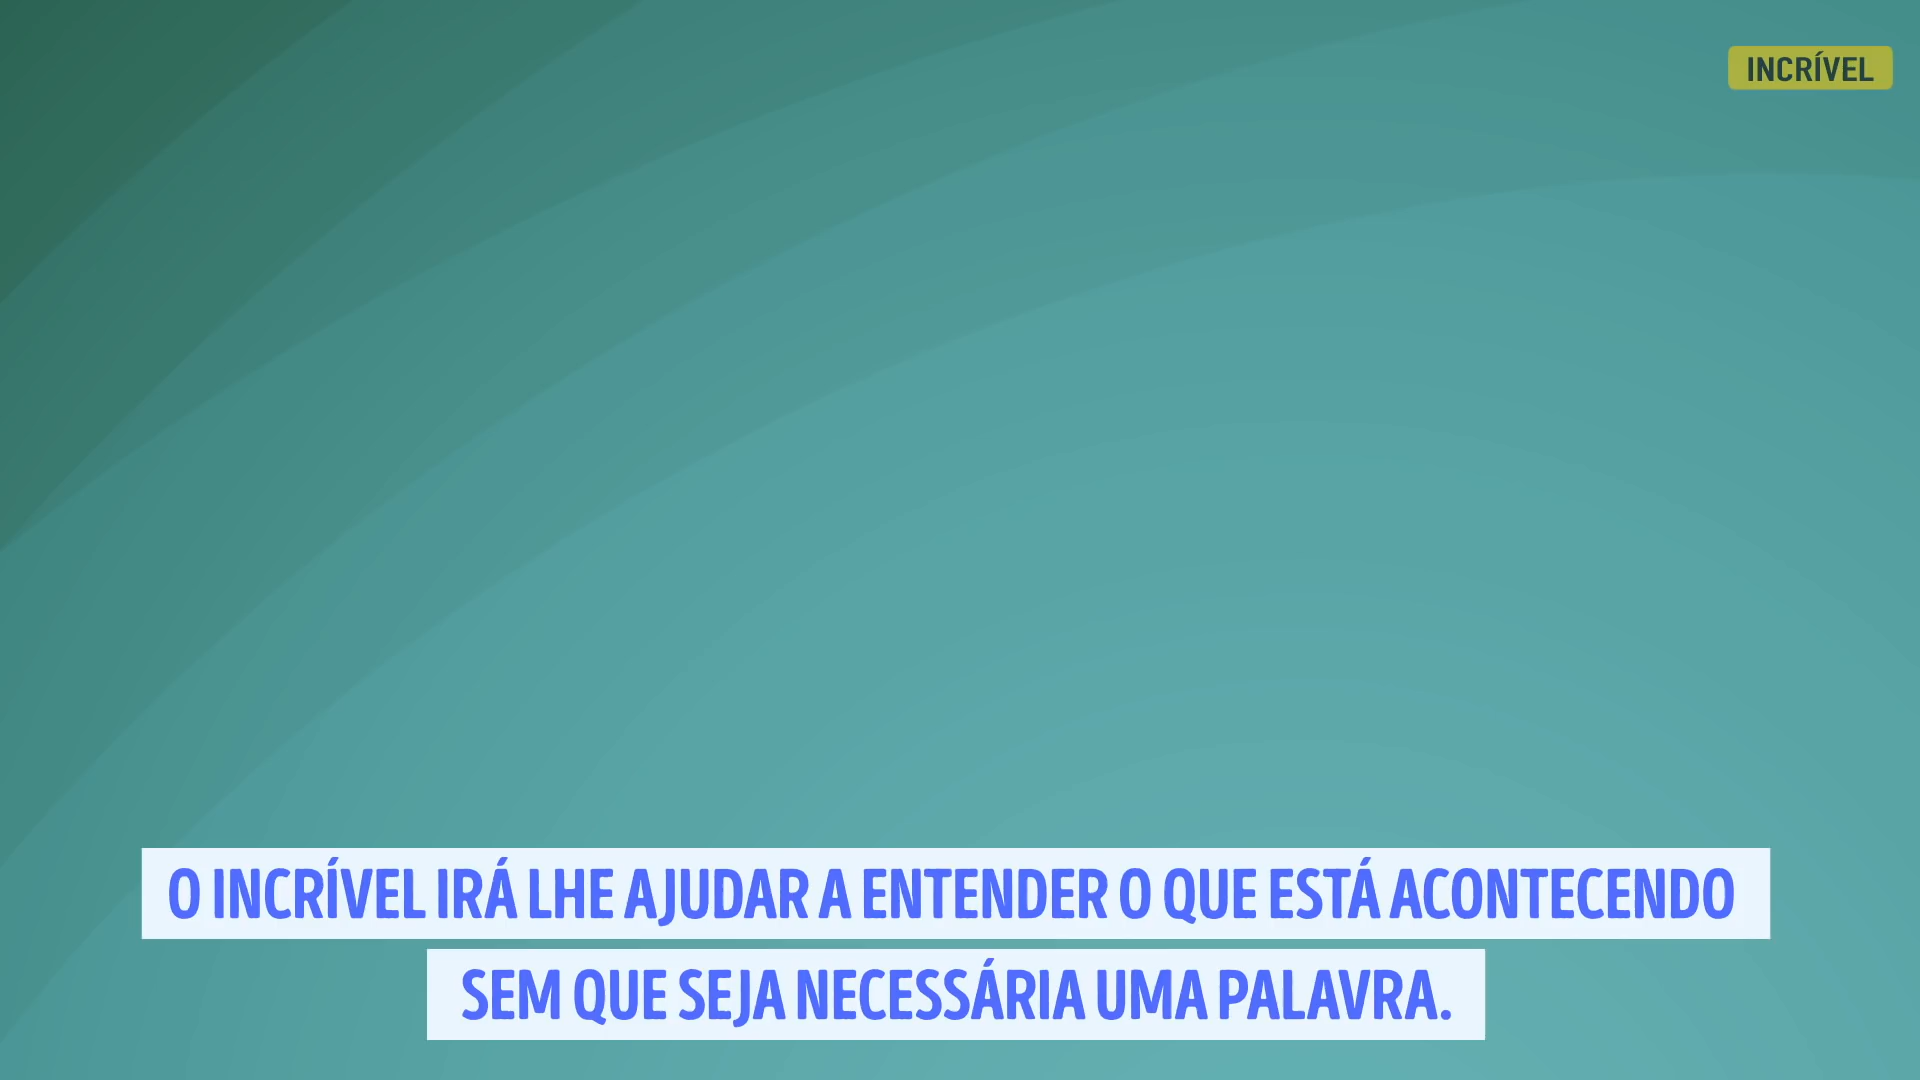 INCRÍVEL
O INCRÍVEL IRÁ LHE AJUDAR A ENTENDER O QUE ESTÁ ACONTECENDO
SEM QUE SEJA NECESSÁRIA UMA PALAVRA.